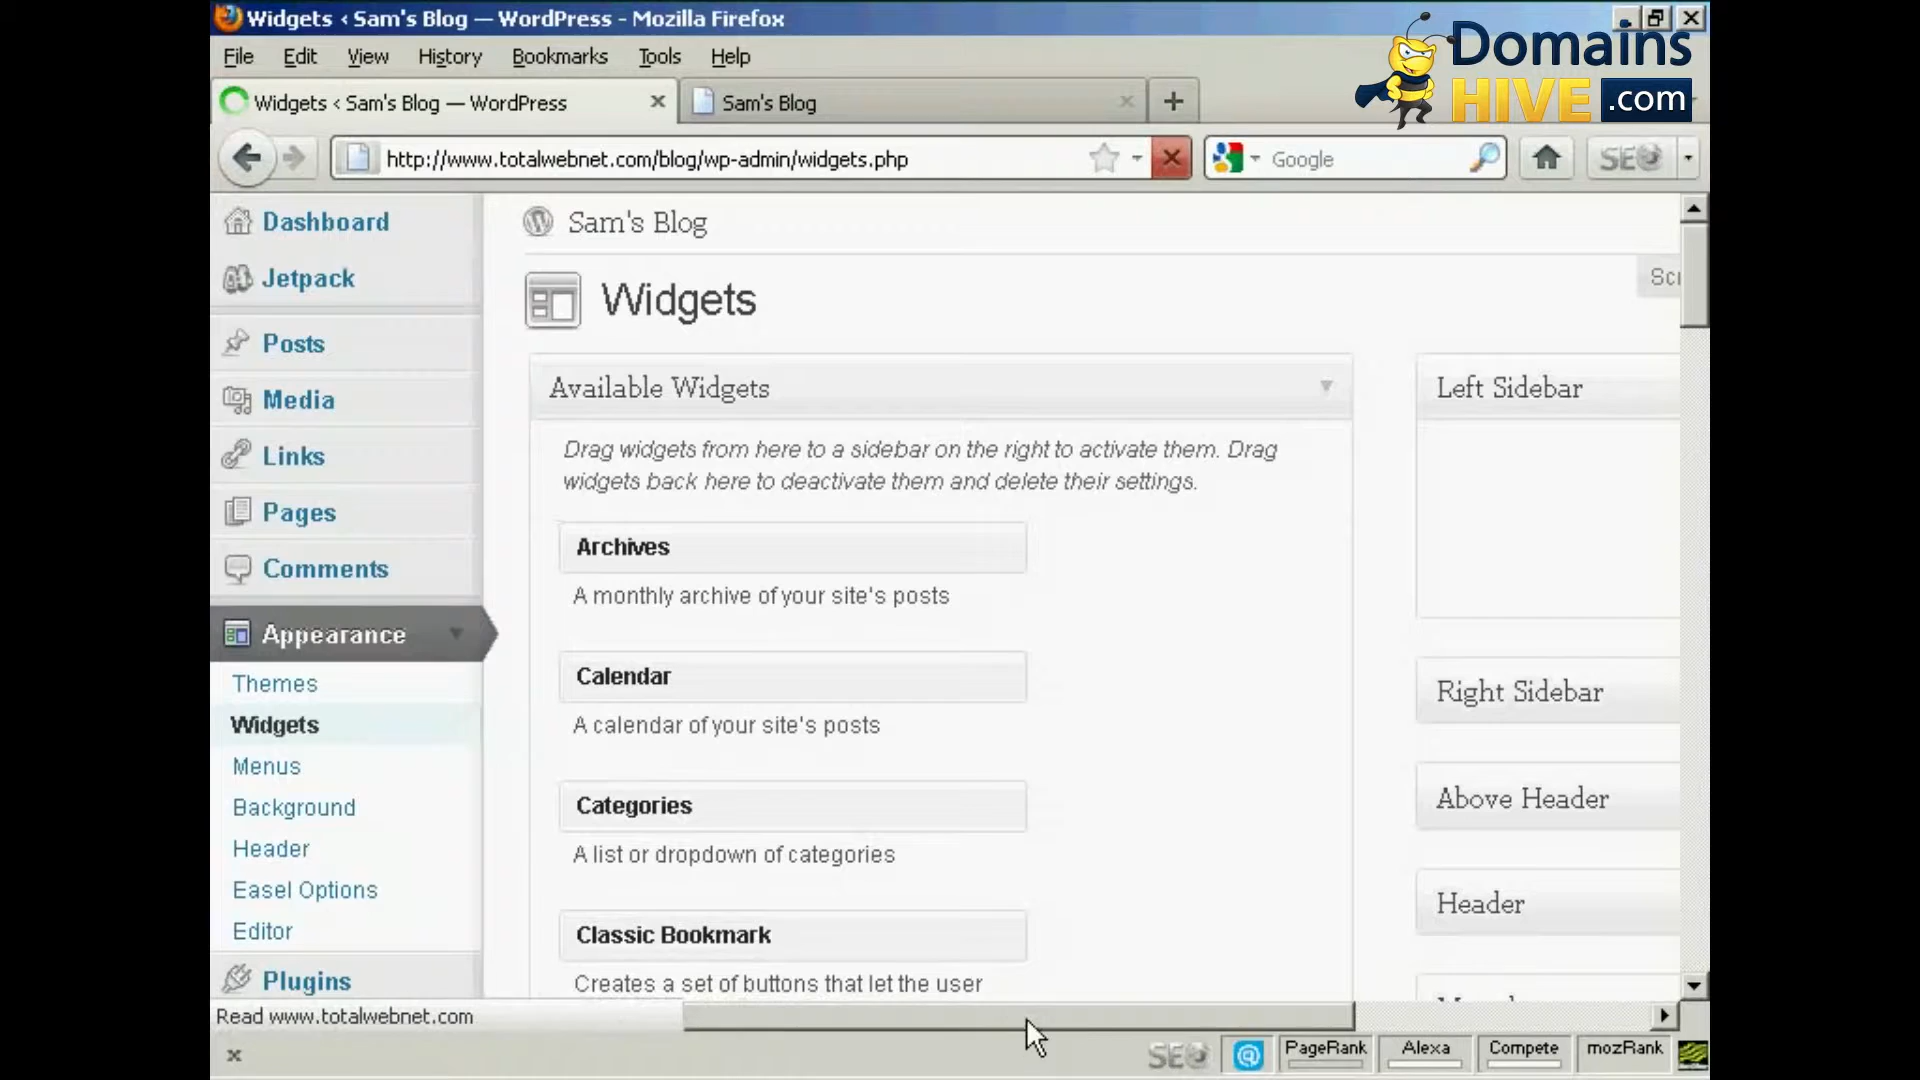 Widgets ‹ Sam's Blog — WordPress - Mozilla Firefox
File Edit View History Bookmarks Tools Help
Domains
HIVE .com
Widgets ‹ Sam's Blog — WordPress
Sam's Blog
http://www.totalwebnet.com/blog/wp-admin/widgets.php
Google
SEO
Dashboard
Jetpack
Posts
Media
Links
Pages
Comments
Appearance
Themes
Widgets
Menus
Background
Header
Easel Options
Editor
Plugins
Sam's Blog
Scr
Widgets
Available Widgets
Drag widgets from here to a sidebar on the right to activate them. Drag
widgets back here to deactivate them and delete their settings.
Archives
A monthly archive of your site's posts
Calendar
A calendar of your site's posts
Categories
A list or dropdown of categories
Classic Bookmark
Creates a set of buttons that let the user
Left Sidebar
Right Sidebar
Above Header
Header
Read www.totalwebnet.com
SEO
PageRank
Alexa
Compete
mozRank